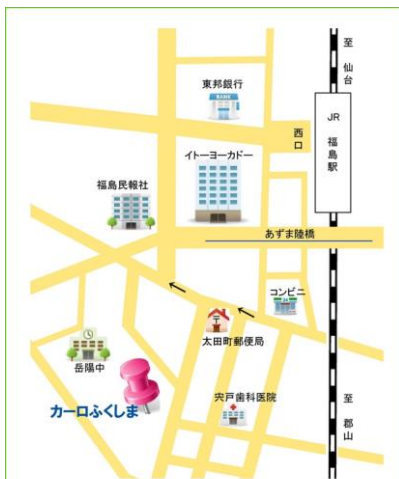 至
仙
台
東邦銀行
BANK
JR
福
島
駅
西
口
イトーヨーカドー
福島民報社
あずま陸橋
コンビニ
太田町郵便局
岳陽中
カーロふくしま
宍戸歯科医院
至
郡
山